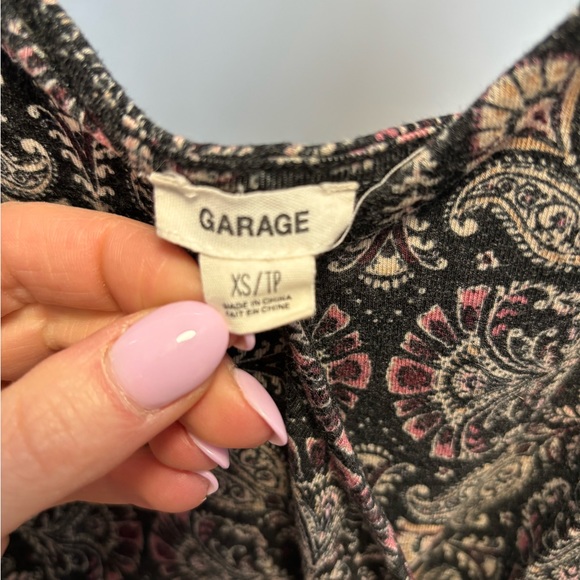 GARAGE
XS/TP
MADE IN CHINA
FAIT EN CHINE